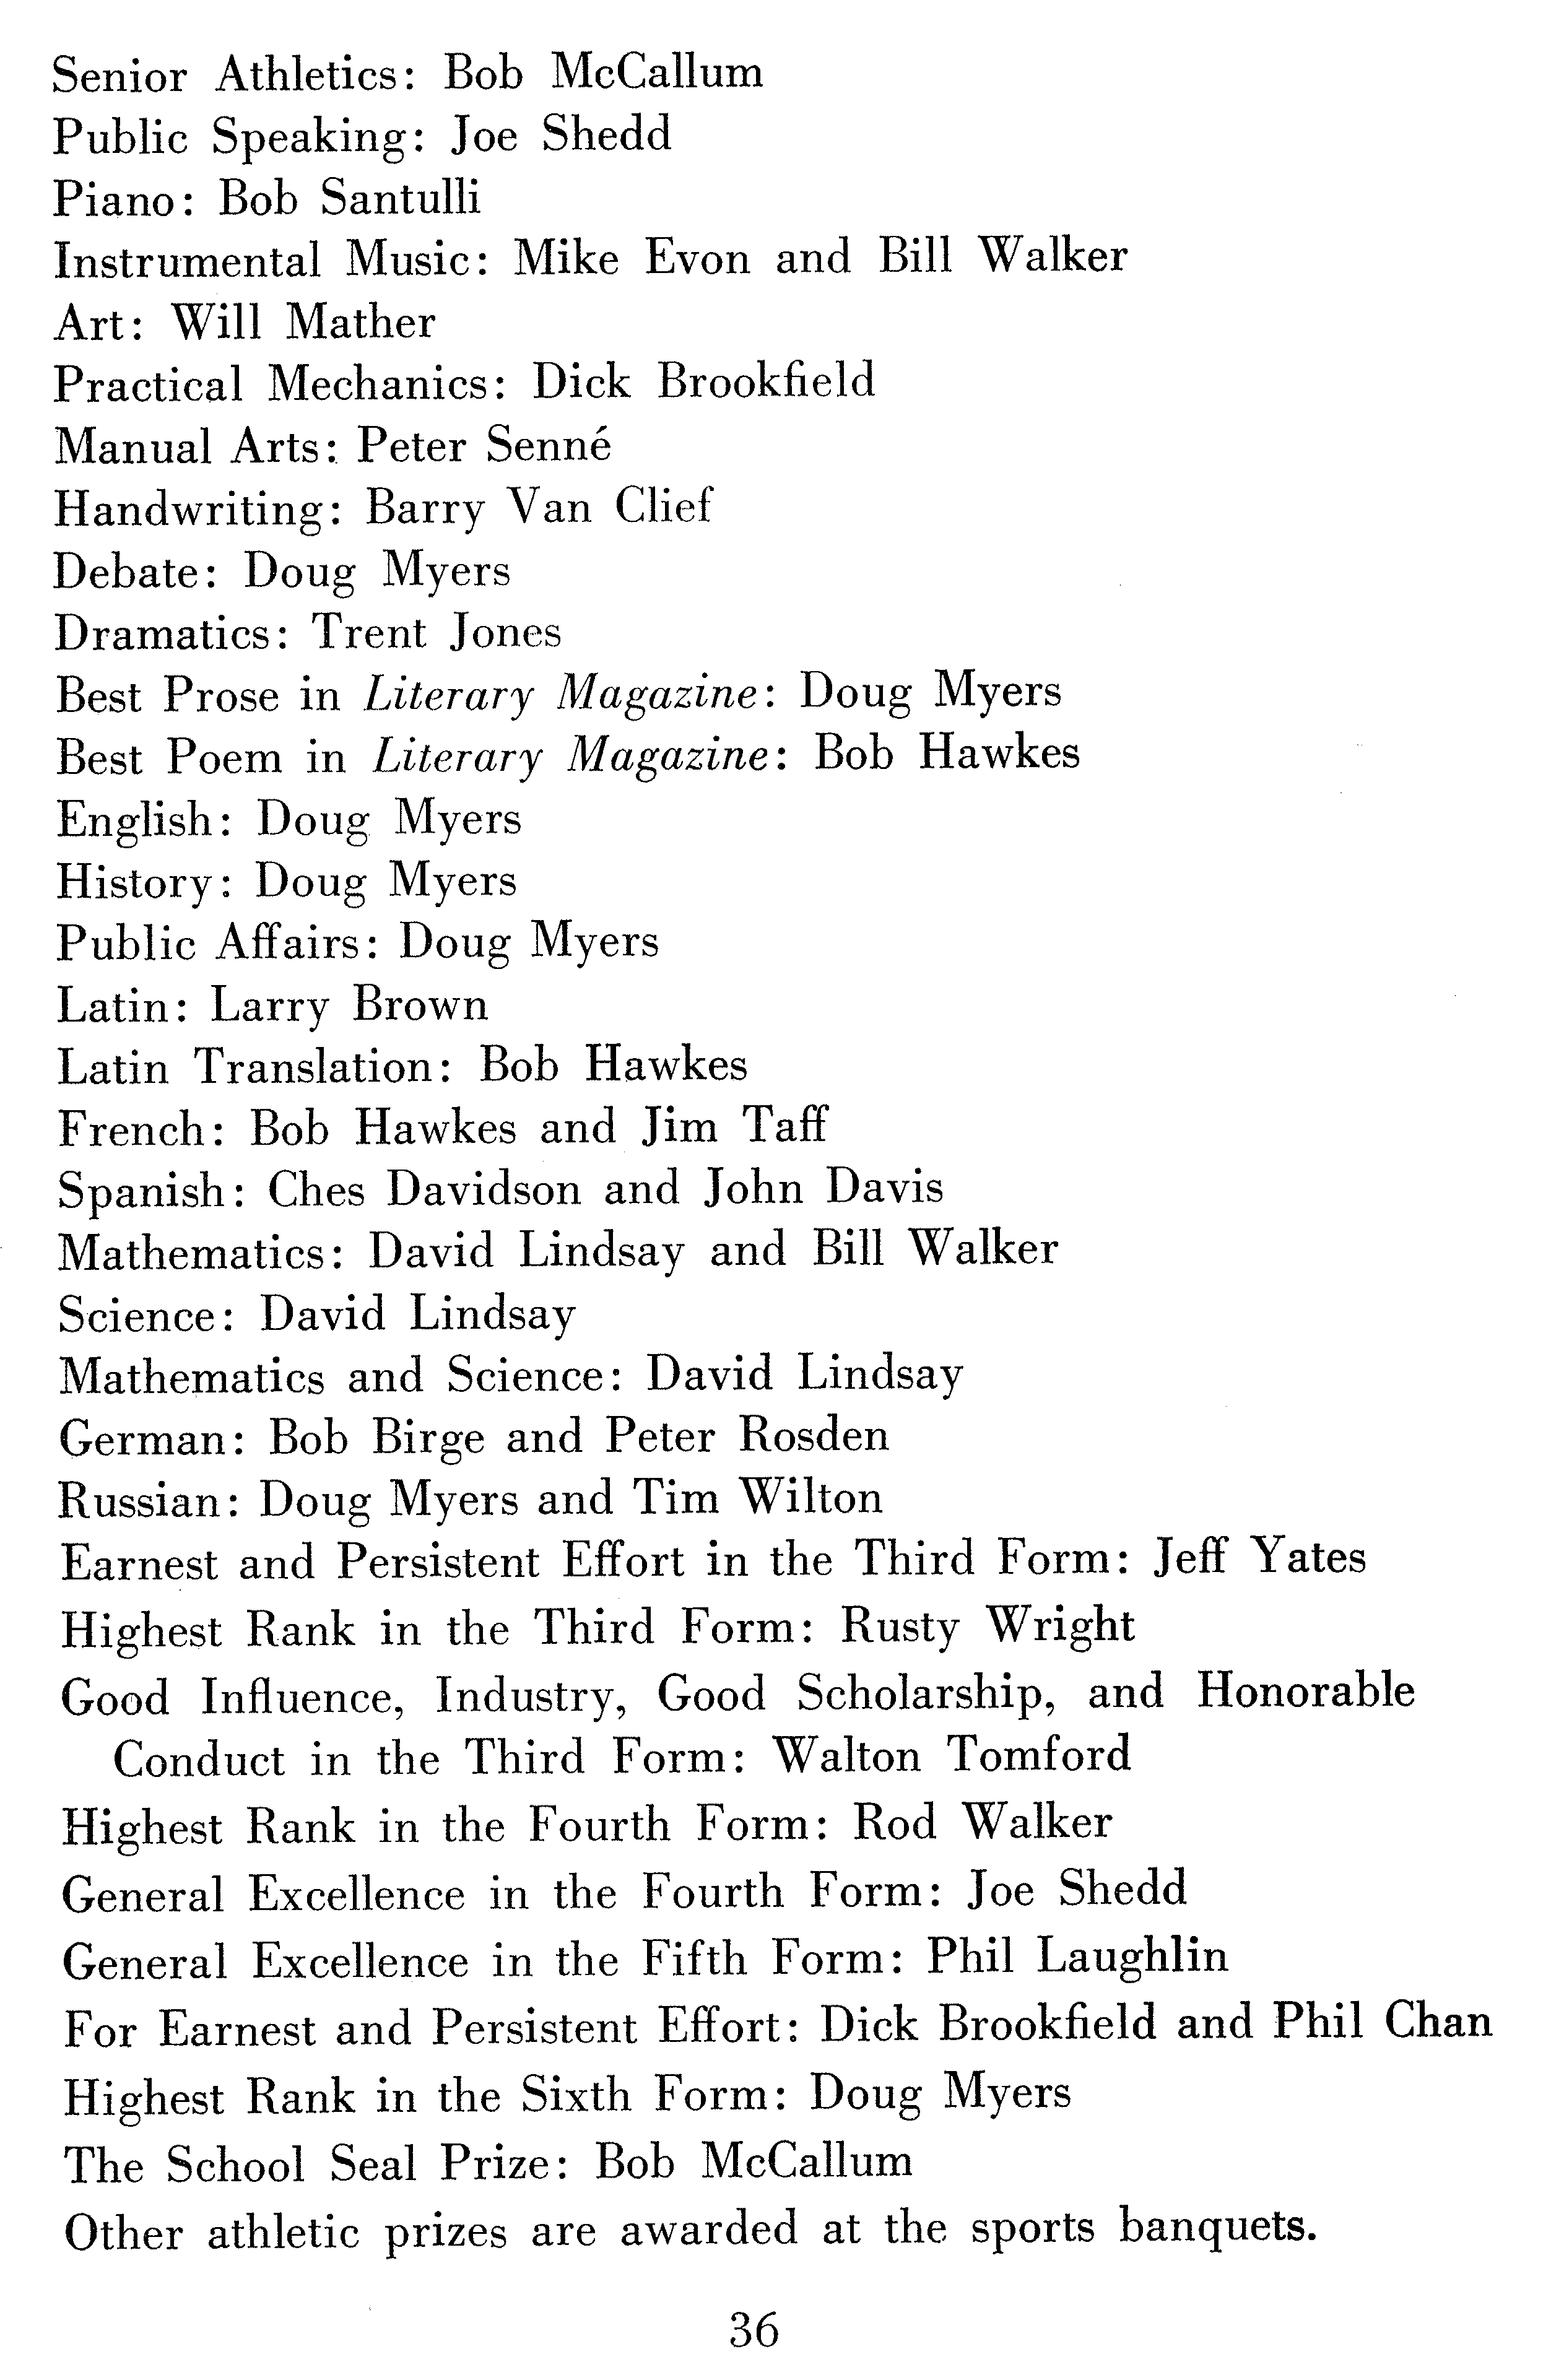 Senior Athletics: Bob McCallum
Public Speaking: Joe Shedd
Piano: Bob Santulli
Instrumental Music: Mike Evon and Bill Walker
Art: Will Mather
Practical Mechanics: Dick Brookfield
Manual Arts: Peter Senné
Handwriting: Barry Van Clief
Debate: Doug Myers
Dramatics: Trent Jones
Best Prose in Literary Magazine: Doug Myers
Best Poem in Literary Magazine: Bob Hawkes
English: Doug Myers
History: Doug Myers
Public Affairs: Doug Myers
Latin: Larry Brown
Latin Translation: Bob Hawkes
French: Bob Hawkes and Jim Taff
Spanish: Ches Davidson and John Davis
Mathematics: David Lindsay and Bill Walker
Science: David Lindsay
Mathematics and Science: David Lindsay
German: Bob Birge and Peter Rosden
Russian: Doug Myers and Tim Wilton
Earnest and Persistent Effort in the Third Form: Jeff Yates
Highest Rank in the Third Form: Rusty Wright
Good Influence, Industry, Good Scholarship, and Honorable
Conduct in the Third Form: Walton Tomford
Highest Rank in the Fourth Form: Rod Walker
General Excellence in the Fourth Form: Joe Shedd
General Excellence in the Fifth Form: Phil Laughlin
For Earnest and Persistent Effort: Dick Brookfield and Phil Chan
Highest Rank in the Sixth Form: Doug Myers
The School Seal Prize: Bob McCallum
Other athletic prizes are awarded at the sports banquets.
36